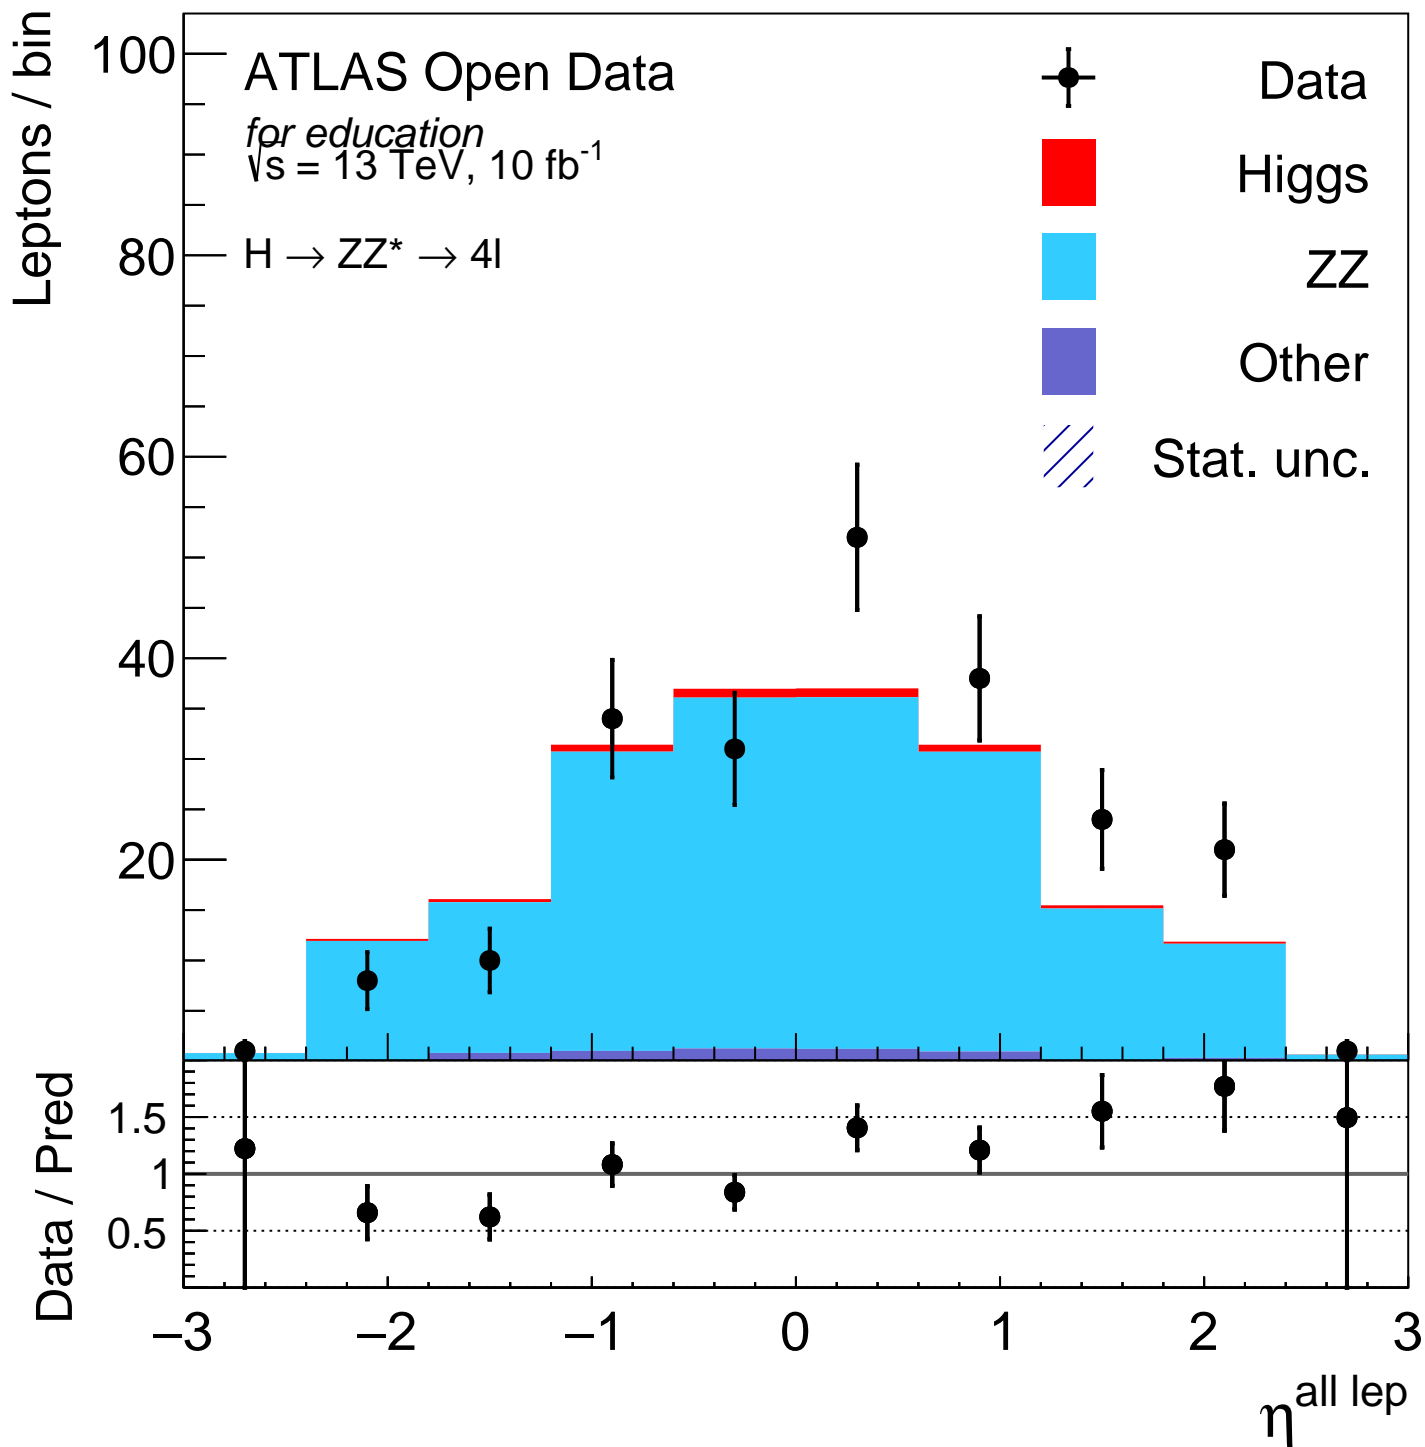 Leptons / bin
100
80
60
40
20
ATLAS Open Data
for education
√s = 13 TeV, 10 fb⁻¹
H → ZZ* → 4l
Data
Higgs
ZZ
Other
Stat. unc.
Data / Pred
1.5
1
0.5
−3 −2 −1 0 1 2 3
η^all lep